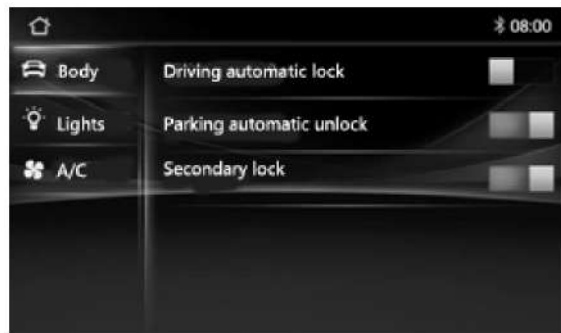 08:00
Body
Driving automatic lock
Lights
Parking automatic unlock
A/C
Secondary lock